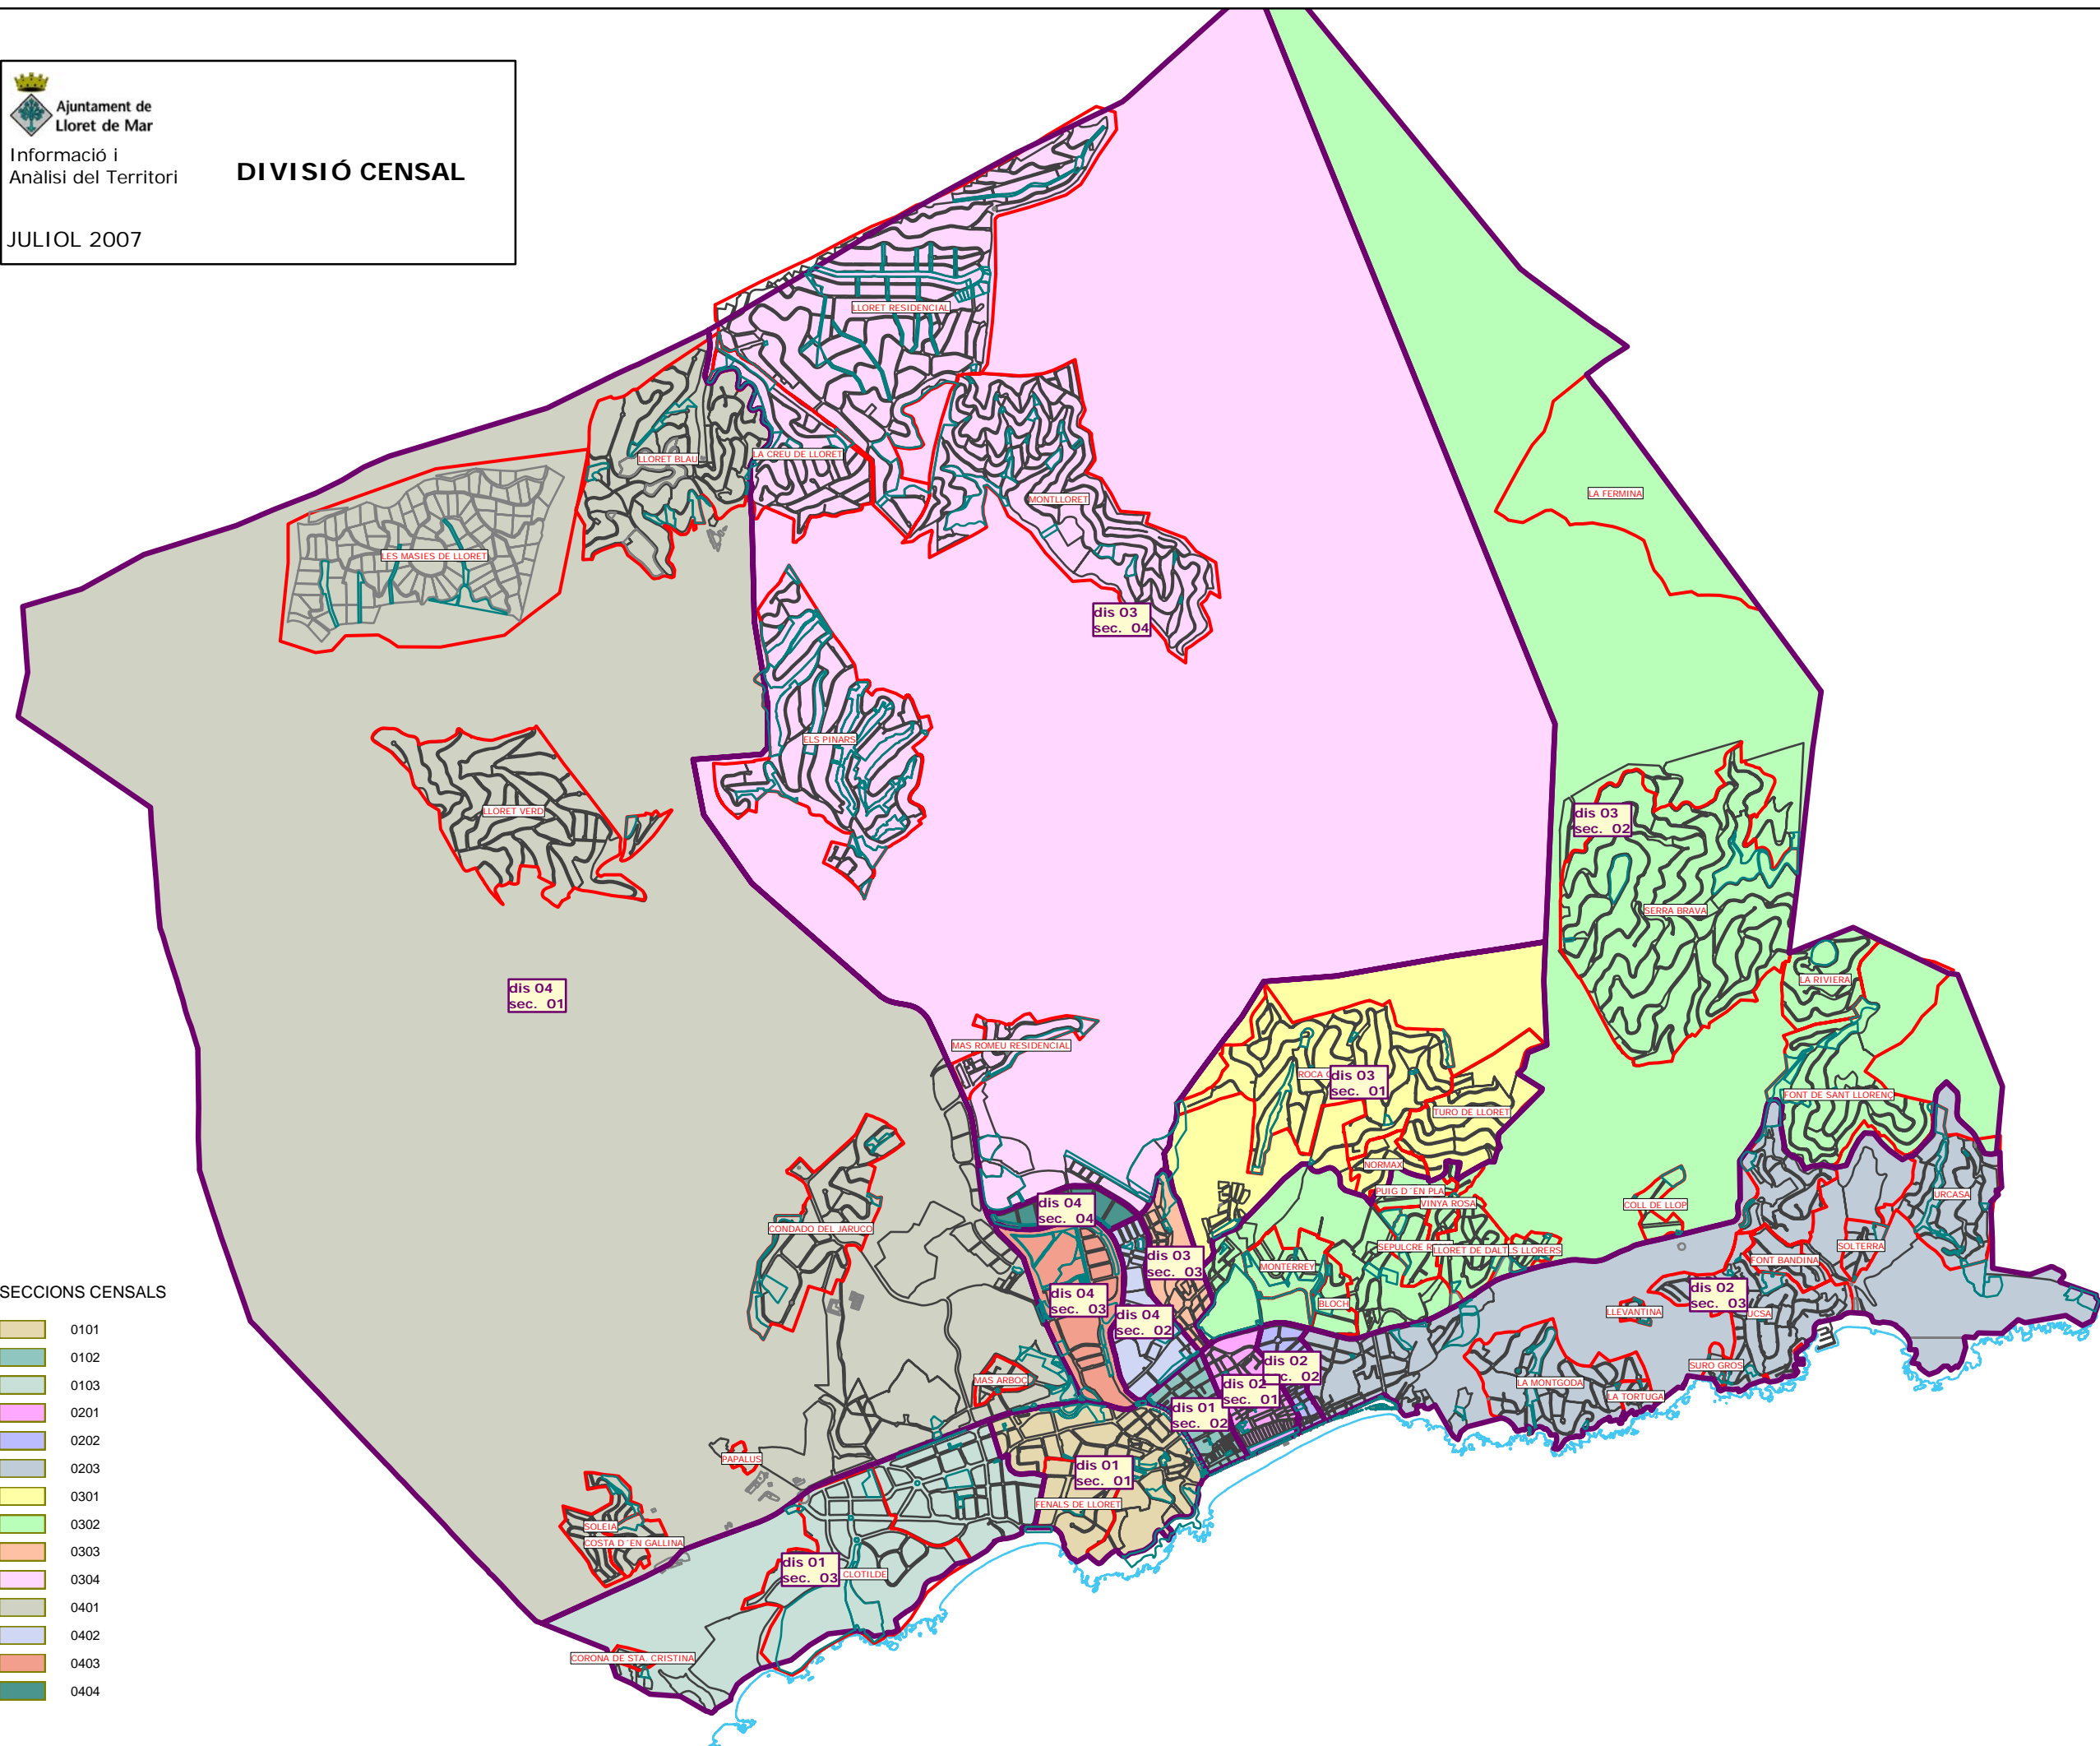 Ajuntament de
Lloret de Mar
Informació i
Anàlisi del Territori
DIVISIÓ CENSAL
JULIOL 2007
LLORET RESIDENCIAL
LLORET BLAU
LA CREU DE LLORET
MONTLLORET
LA FERMINA
LES MASIES DE LLORET
dis 03
sec. 04
ELS PINARS
LLORET VERD
dis 03
sec. 02
SERRA BRAVA
LA RIVIERA
dis 04
sec. 01
MAS ROMEU RESIDENCIAL
ROCA
dis 03
sec. 01
TURO DE LLORET
FONT DE SANT LLORENÇ
NORMAX
PUIG D´EN PLA
VINYA ROSA
COLL DE LLOP
URCASA
dis 04
sec. 04
CONDADO DEL JARUCO
SEPULCRE
LLORET DE DALT
LLORERS
SOLTERRA
FONT BANDINA
dis 03
sec. 03
MONTERREY
dis 04
sec. 03
BLOCH
dis 02
sec. 03
LLEVANTINA
UCSA
dis 04
sec. 02
SURO GROS
dis 02
sec. 02
dis 02
sec. 01
MAS ARBOÇ
LA MONTGODA
LA TORTUGA
dis 01
sec. 02
PAPALUS
dis 01
sec. 01
FENALS DE LLORET
SOLEIA
COSTA D´EN GALLINA
dis 01
sec. 03
CLOTILDE
CORONA DE STA. CRISTINA
SECCIONS CENSALS
0101
0102
0103
0201
0202
0203
0301
0302
0303
0304
0401
0402
0403
0404